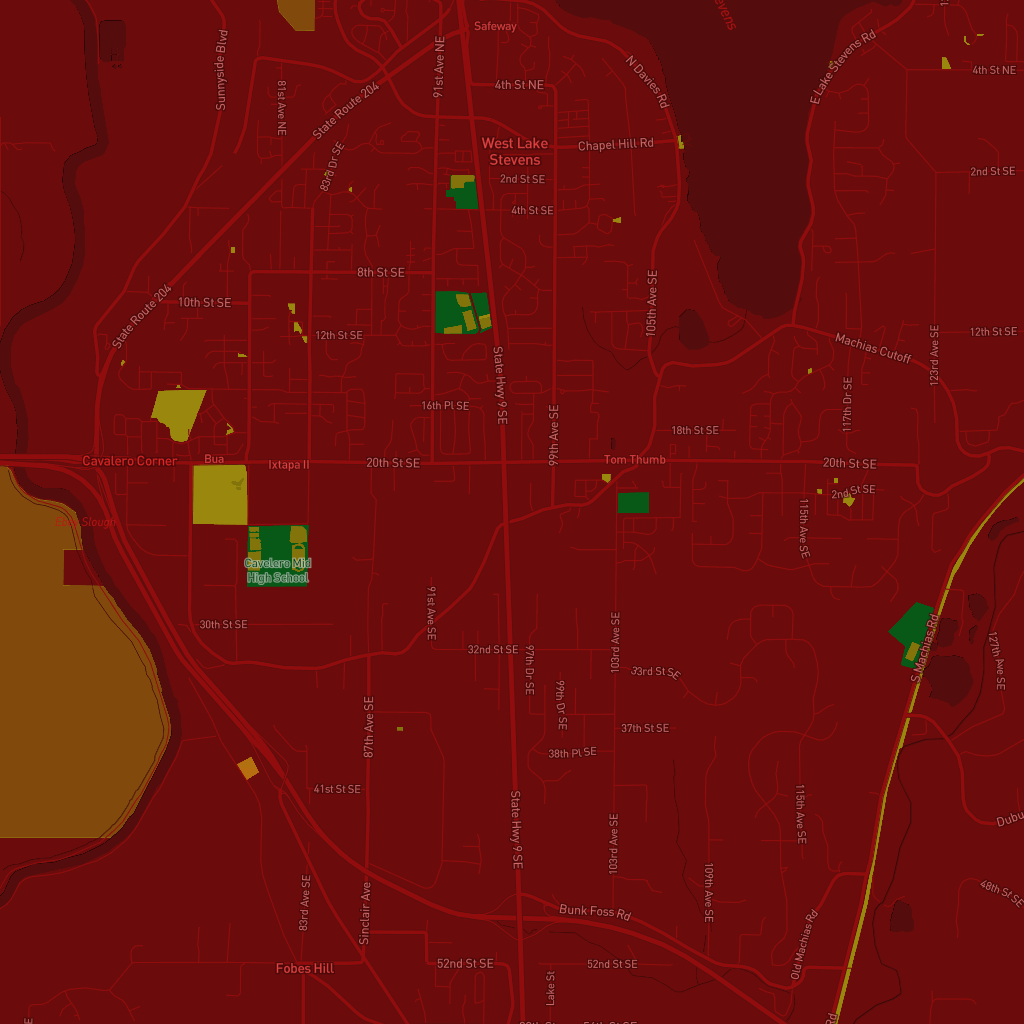 Safeway
Sunnyside Blvd
91st Ave NE
81st Ave NE
State Route 204
83rd Dr SE
4th St NE
N Davies Rd
E Lake Stevens Rd
4th St NE
West Lake
Stevens
Chapel Hill Rd
2nd St SE
2nd St SE
4th St SE
8th St SE
10th St SE
State Route 204
12th St SE
105th Ave SE
12th St SE
Machias Cutoff
123rd Ave SE
State Hwy 9 SE
16th Pl SE
99th Ave SE
18th St SE
117th Dr SE
Cavalero Corner
Bua
Ixtapa II
20th St SE
Tom Thumb
20th St SE
2nd St SE
115th Ave SE
Cavelero Mid
High School
30th St SE
91st Ave SE
32nd St SE
97th Dr SE
99th Dr SE
103rd Ave SE
33rd St SE
S Machias Rd
127th Ave SE
87th Ave SE
37th St SE
38th Pl SE
41st St SE
State Hwy 9 SE
103rd Ave SE
115th Ave SE
Dubu
109th Ave SE
48th St SE
83rd Ave SE
Sinclair Ave
Bunk Foss Rd
Old Machias Rd
Fobes Hill
52nd St SE
Lake St
52nd St SE
Rd